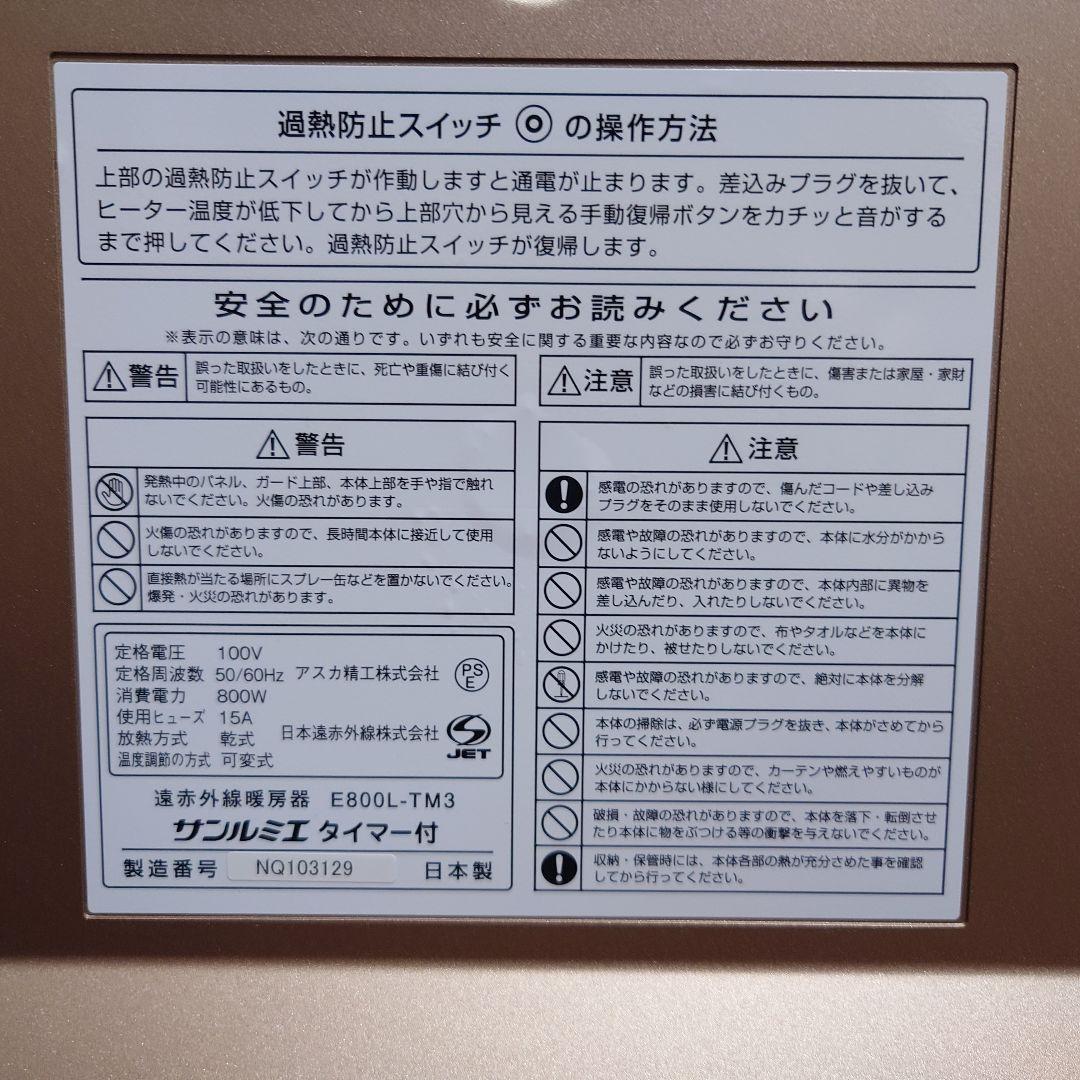 過熱防止スイッチ ◎ の操作方法
上部の過熱防止スイッチが作動しますと通電が止まります。差込みプラグを抜いて、
ヒーター温度が低下してから上部穴から見える手動復帰ボタンをカチッと音がする
まで押してください。過熱防止スイッチが復帰します。
安全のために必ずお読みください
※表示の意味は、次の通りです。いずれも安全に関する重要な内容なので必ずお守りください。
警告
誤った取扱いをしたときに、死亡や重傷に結び付く
可能性にあるもの。
注意
誤った取扱いをしたときに、傷害または家屋・家財
などの損害に結び付くもの。
警告
発熱中のパネル、ガード上部、本体上部を手や指で触れ
ないでください。火傷の恐れがあります。
火傷の恐れがありますので、長時間本体に接近して使用
しないでください。
直接熱が当たる場所にスプレー缶などを置かないでください。
爆発・火災の恐れがあります。
定格電圧 100V
定格周波数 50/60Hz アスカ精工株式会社
PS
E
消費電力 800W
使用ヒューズ 15A
放熱方式 乾式
日本遠赤外線株式会社
JET
温度調節の方式 可変式
遠赤外線暖房器 E800L-TM3
サンルミエ タイマー付
製造番号 NQ103129 日本製
注意
感電の恐れがありますので、傷んだコードや差し込み
プラグをそのまま使用しないでください。
感電や故障の恐れがありますので、本体に水分がかから
ないようにしてください。
感電や故障の恐れがありますので、本体内部に異物を
差し込んだり、入れたりしないでください。
火災の恐れがありますので、布やタオルなどを本体に
かけたり、被せたりしないでください。
感電や故障の恐れがありますので、絶対に本体を分解
しないでください。
本体の掃除は、必ず電源プラグを抜き、本体がさめてから
行ってください。
火災の恐れがありますので、カーテンや燃えやすいものが
本体にかからない様にしてください。
破損・故障の恐れがありますので、本体を落下・転倒させ
たり本体に物をぶつける等の衝撃を与えないでください。
収納・保管時には、本体各部の熱が充分さめた事を確認
してから行ってください。